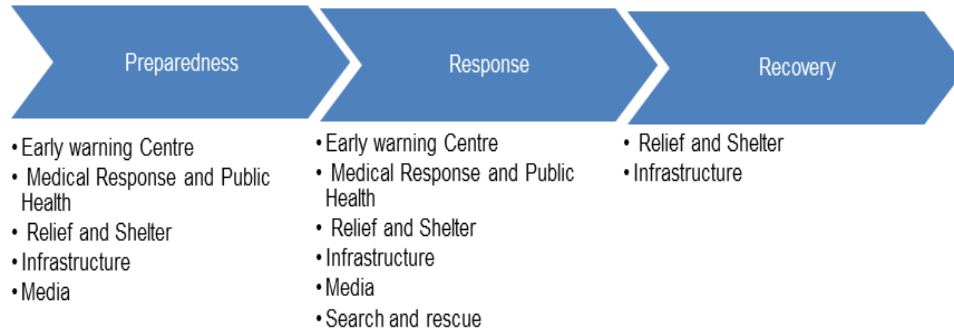 Preparedness
Response
Recovery
• Early warning Centre
• Medical Response and Public
Health
• Relief and Shelter
• Infrastructure
• Media
• Early warning Centre
• Medical Response and Public
Health
• Relief and Shelter
• Infrastructure
• Media
• Search and rescue
• Relief and Shelter
• Infrastructure